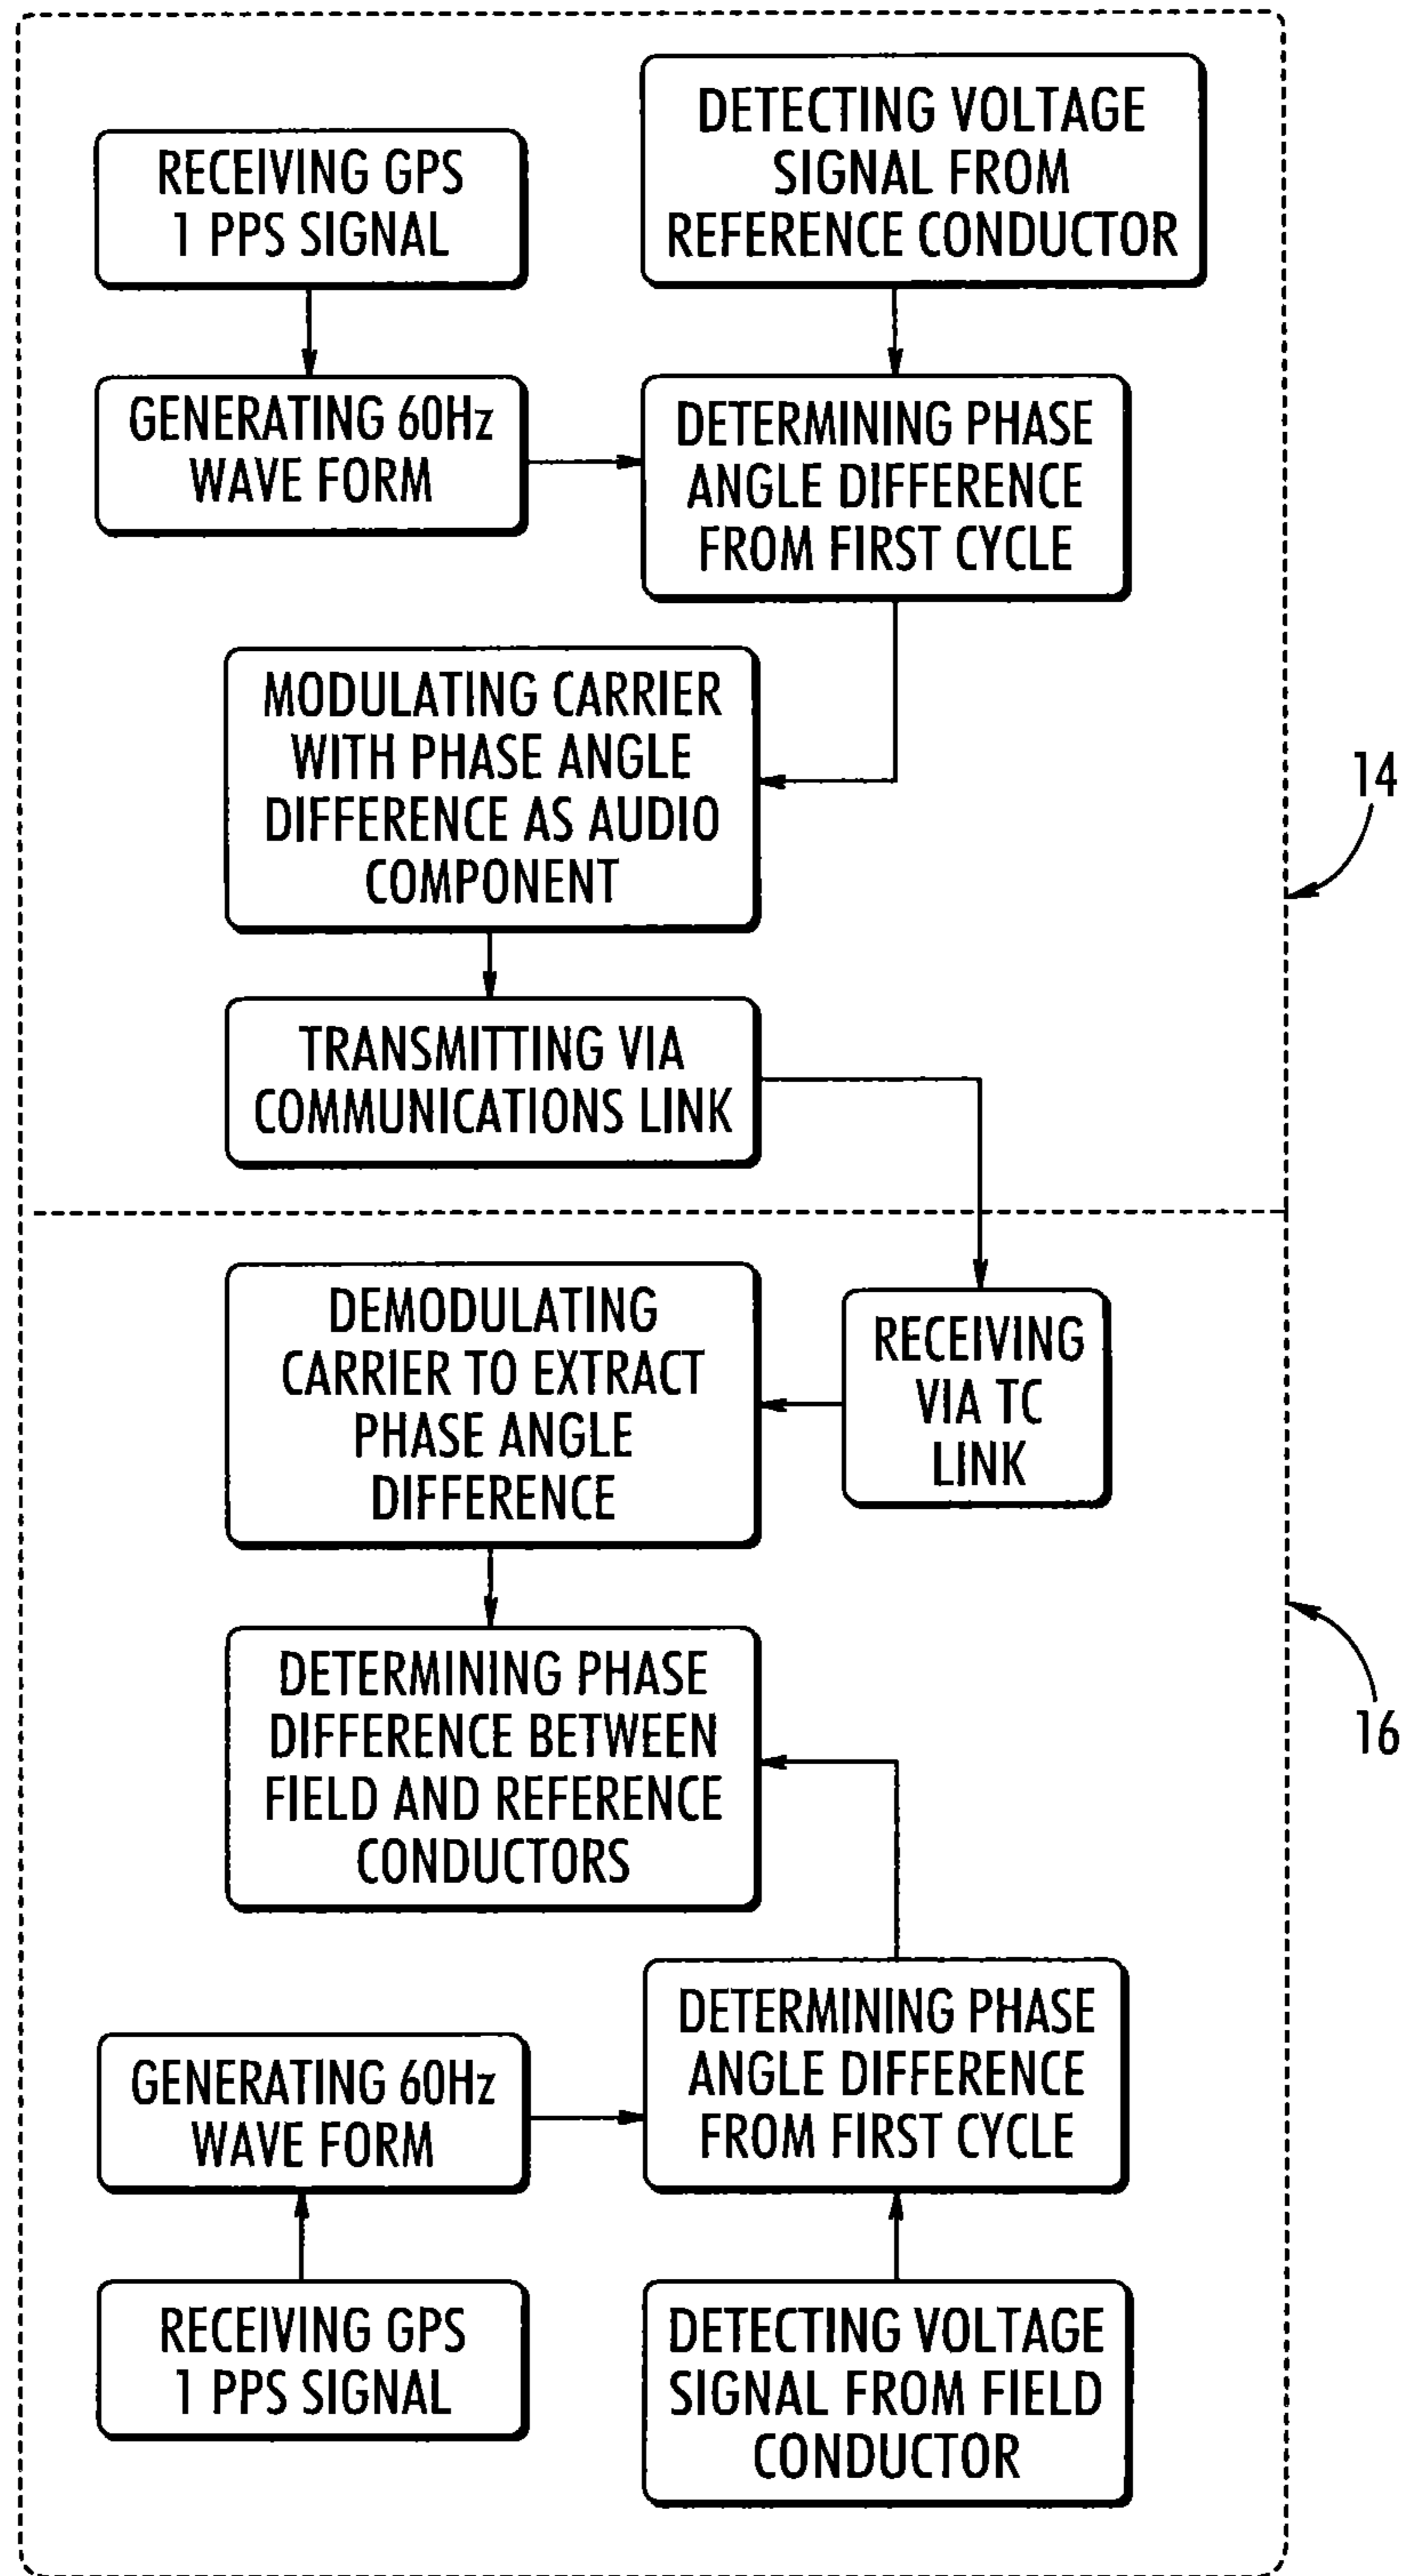 RECEIVING GPS
1 PPS SIGNAL
DETECTING VOLTAGE
SIGNAL FROM
REFERENCE CONDUCTOR
GENERATING 60Hz
WAVE FORM
DETERMINING PHASE
ANGLE DIFFERENCE
FROM FIRST CYCLE
MODULATING CARRIER
WITH PHASE ANGLE
DIFFERENCE AS AUDIO
COMPONENT
14
TRANSMITTING VIA
COMMUNICATIONS LINK
DEMODULATING
CARRIER TO EXTRACT
PHASE ANGLE
DIFFERENCE
RECEIVING
VIA TC
LINK
DETERMINING PHASE
DIFFERENCE BETWEEN
FIELD AND REFERENCE
CONDUCTORS
16
GENERATING 60Hz
WAVE FORM
DETERMINING PHASE
ANGLE DIFFERENCE
FROM FIRST CYCLE
RECEIVING GPS
1 PPS SIGNAL
DETECTING VOLTAGE
SIGNAL FROM FIELD
CONDUCTOR